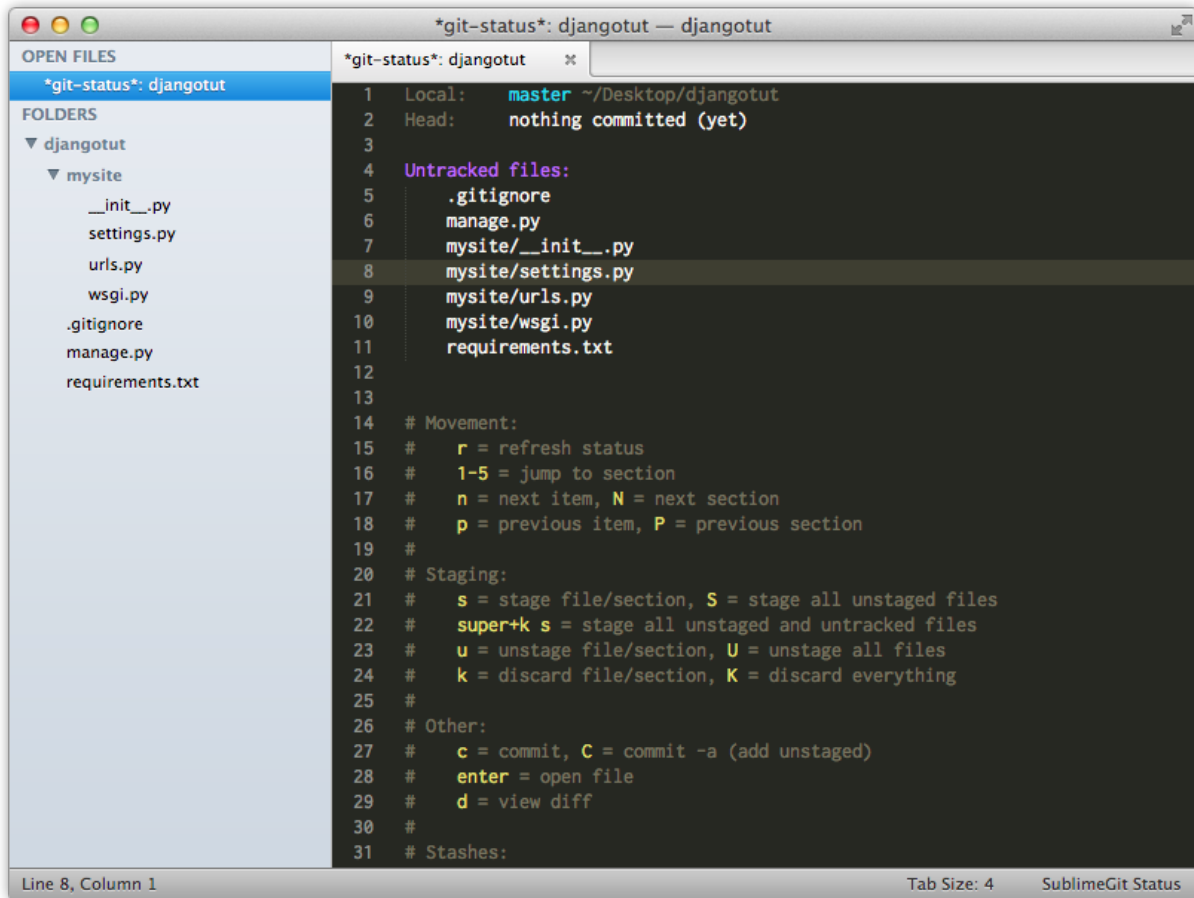 *git-status*: djangotut — djangotut
OPEN FILES
*git-status*: djangotut
FOLDERS
djangotut
mysite
__init__.py
settings.py
urls.py
wsgi.py
.gitignore
manage.py
requirements.txt
*git-status*: djangotut
1 Local: master ~/Desktop/djangotut
2 Head: nothing committed (yet)
3
4 Untracked files:
5 .gitignore
6 manage.py
7 mysite/__init__.py
8 mysite/settings.py
9 mysite/urls.py
10 mysite/wsgi.py
11 requirements.txt
12
13
14 # Movement:
15 # r = refresh status
16 # 1-5 = jump to section
17 # n = next item, N = next section
18 # p = previous item, P = previous section
19 #
20 # Staging:
21 # s = stage file/section, S = stage all unstaged files
22 # super+k s = stage all unstaged and untracked files
23 # u = unstage file/section, U = unstage all files
24 # k = discard file/section, K = discard everything
25 #
26 # Other:
27 # c = commit, C = commit -a (add unstaged)
28 # enter = open file
29 # d = view diff
30 #
31 # Stashes:
Line 8, Column 1
Tab Size: 4
SublimeGit Status